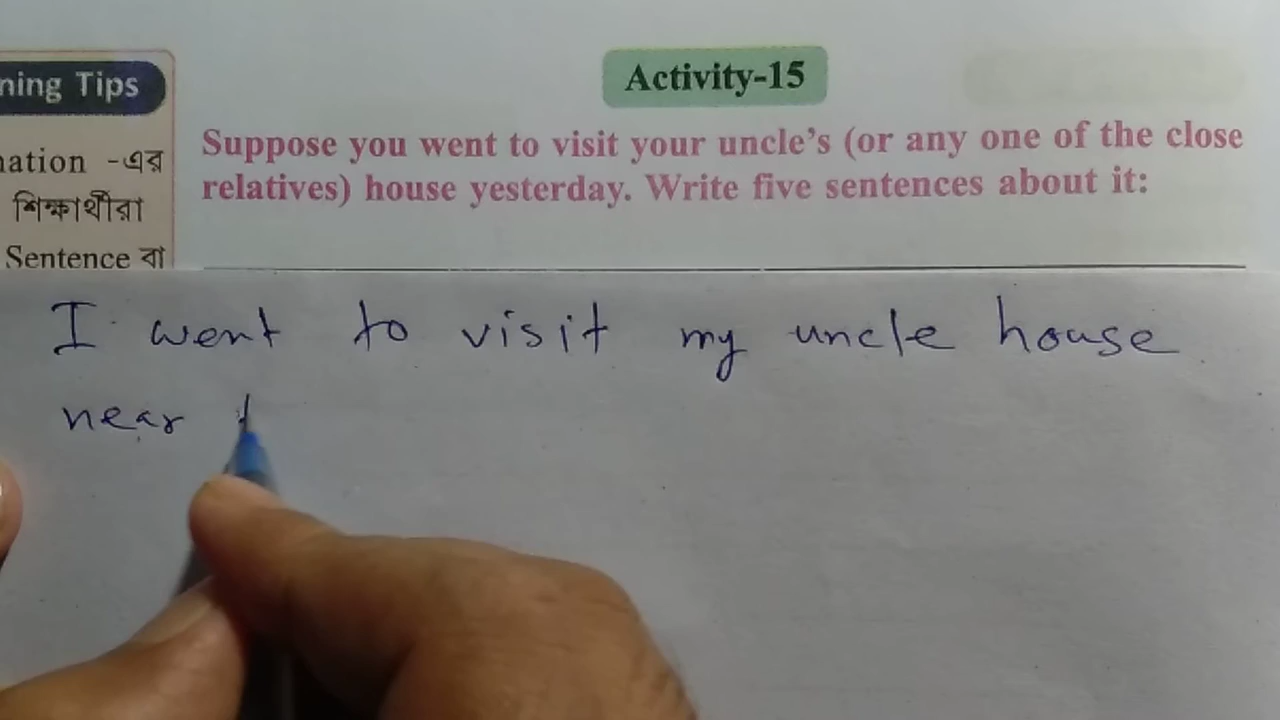 Activity-15
ning Tips
Suppose you went to visit your uncle's (or any one of the close
relatives) house yesterday. Write five sentences about it:
nation -এর
শিক্ষার্থীরা
Sentence বা
I went to visit my uncle house
near